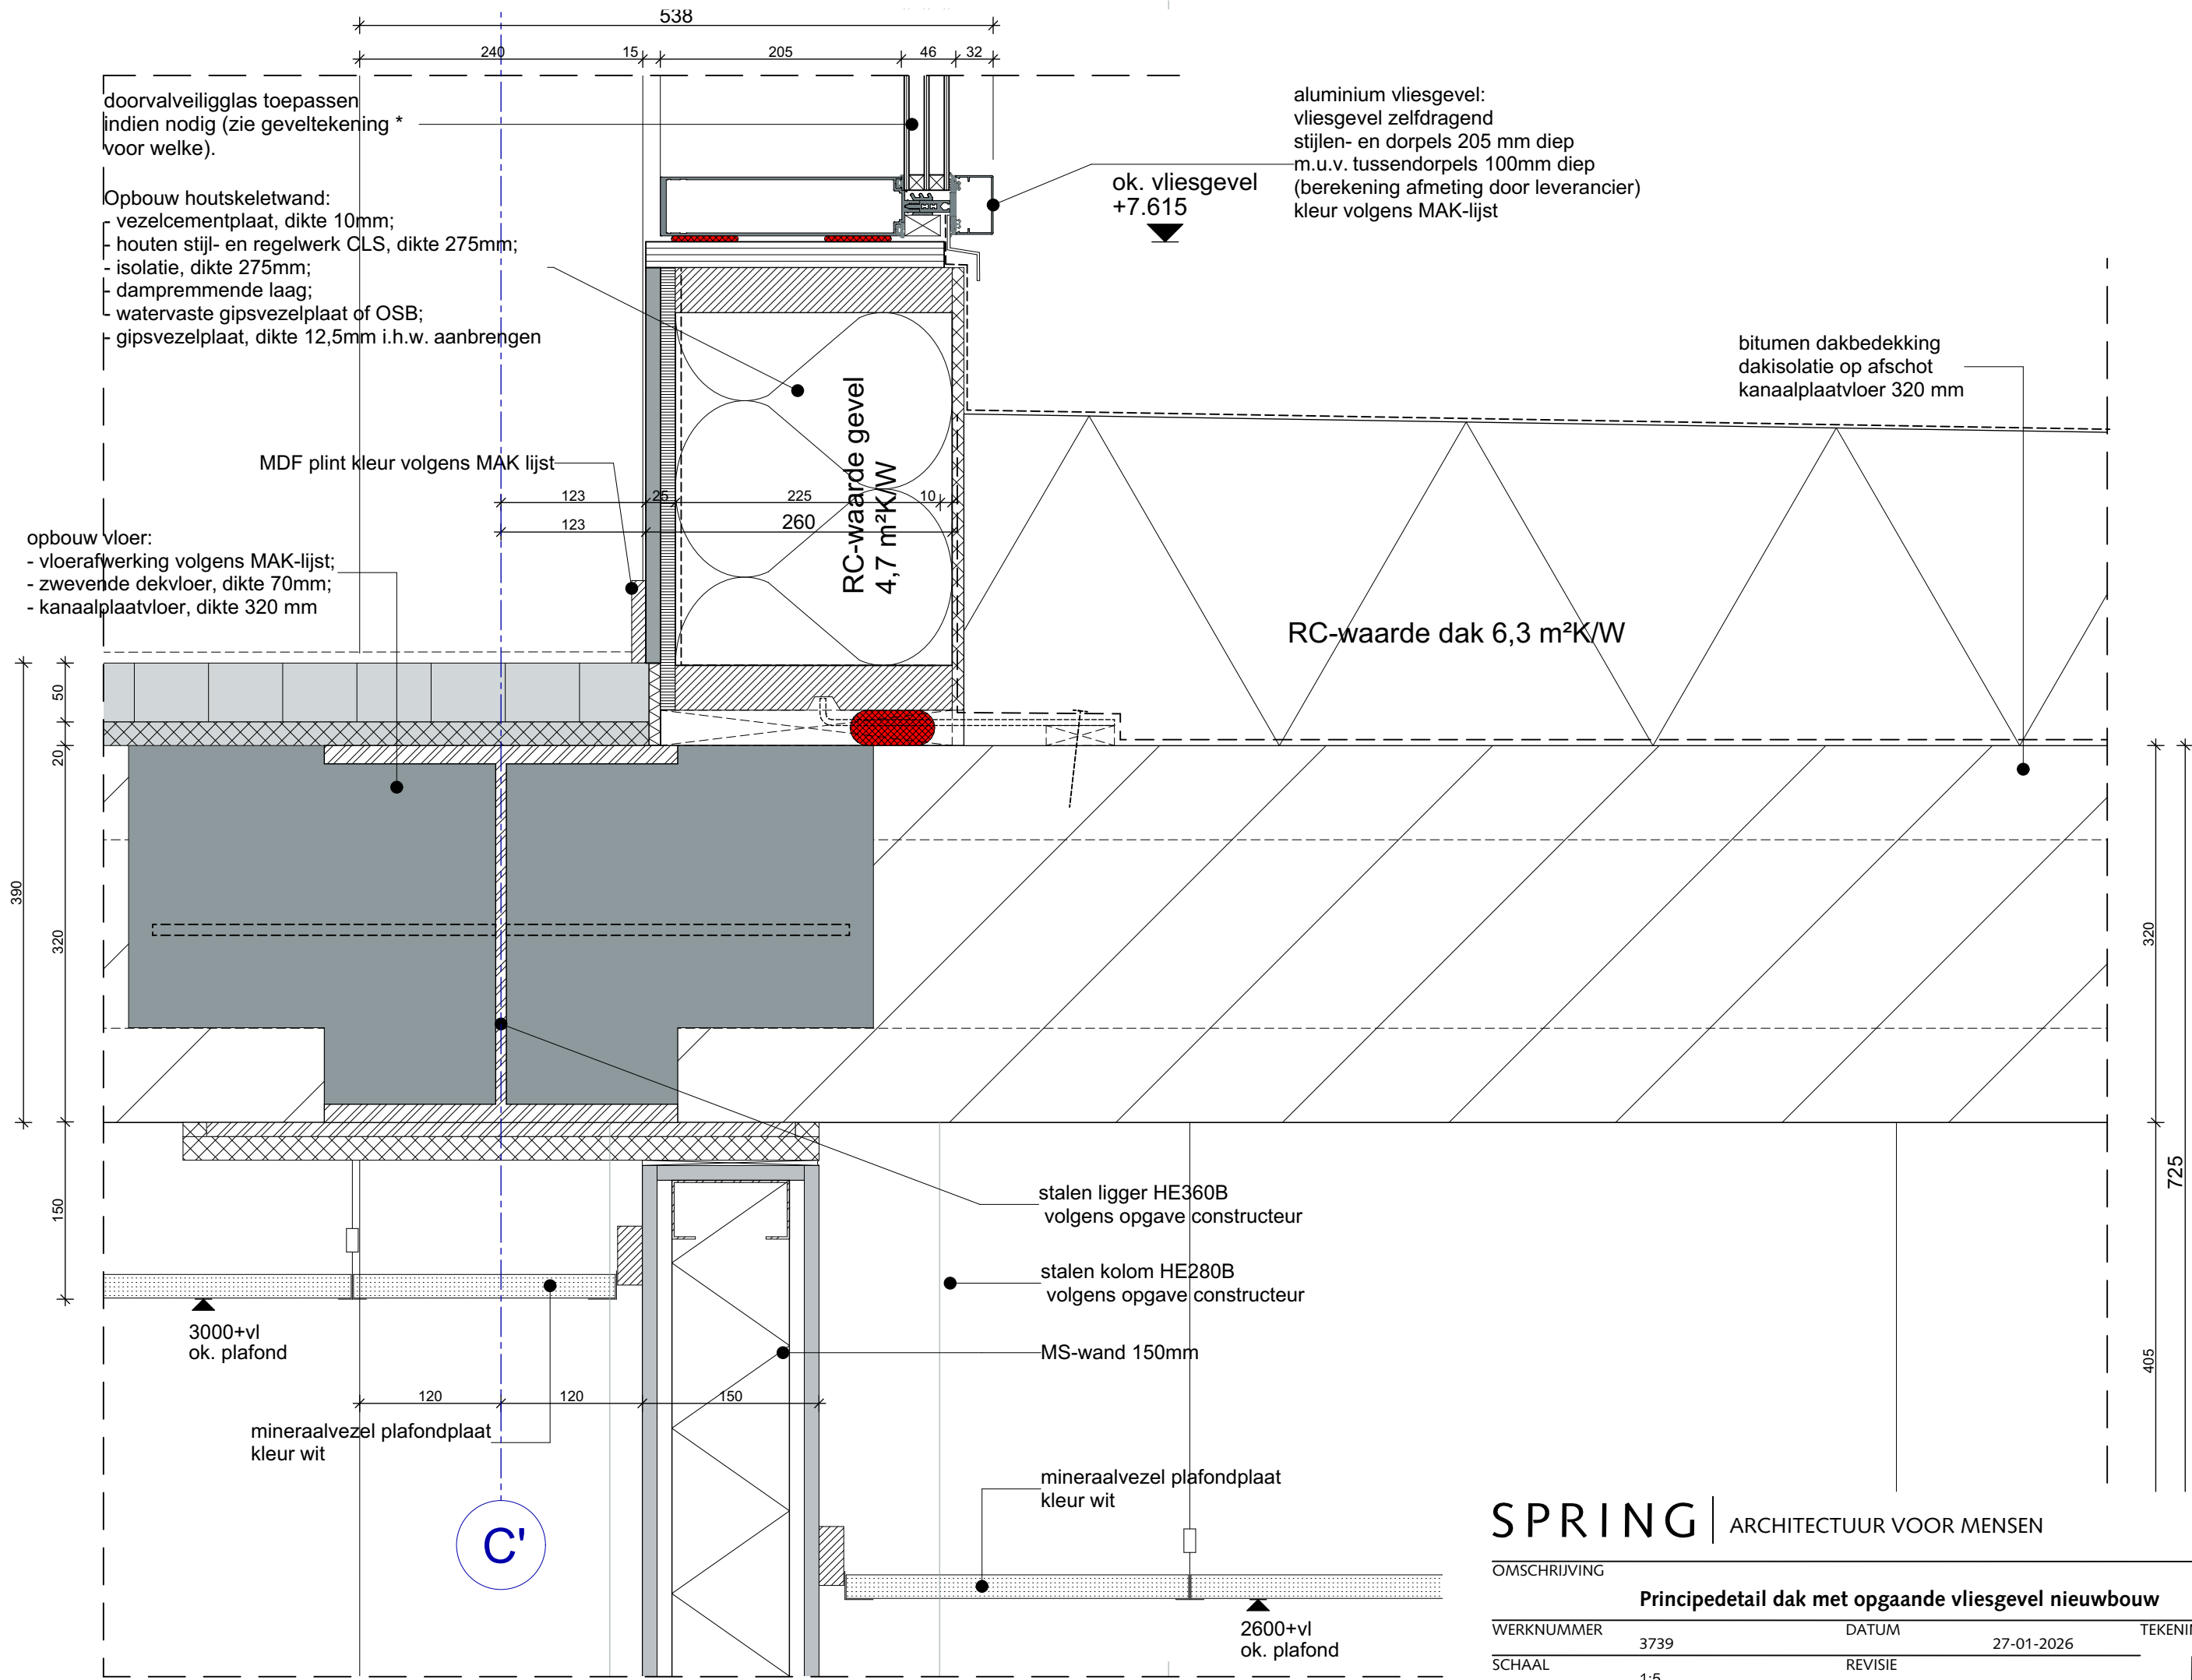 538
240
15
205
46
32
doorvalveiligglas toepassen
indien nodig (zie geveltekening *
voor welke).
Opbouw houtskeletwand:
- vezelcementplaat, dikte 10mm;
- houten stijl- en regelwerk CLS, dikte 275mm;
- isolatie, dikte 275mm;
- dampremmende laag;
- watervaste gipsvezelplaat of OSB;
- gipsvezelplaat, dikte 12,5mm i.h.w. aanbrengen
ok. vliesgevel
+7.615
aluminium vliesgevel:
vliesgevel zelfdragend
stijlen- en dorpels 205 mm diep
m.u.v. tussendorpels 100mm diep
(berekening afmeting door leverancier)
kleur volgens MAK-lijst
bitumen dakbedekking
dakisolatie op afschot
kanaalplaatvloer 320 mm
MDF plint kleur volgens MAK lijst
123
25
225
10
123
260
RC-waarde gevel
4,7 m²K/W
opbouw vloer:
- vloerafwerking volgens MAK-lijst;
- zwevende dekvloer, dikte 70mm;
- kanaalplaatvloer, dikte 320 mm
RC-waarde dak 6,3 m²K/W
50
20
390
320
150
320
725
405
stalen ligger HE360B
volgens opgave constructeur
stalen kolom HE280B
volgens opgave constructeur
MS-wand 150mm
3000+vl
ok. plafond
120
120
150
mineraalvezel plafondplaat
kleur wit
C'
mineraalvezel plafondplaat
kleur wit
2600+vl
ok. plafond
SPRING ARCHITECTUUR VOOR MENSEN
OMSCHRIJVING
Principedetail dak met opgaande vliesgevel nieuwbouw
WERKNUMMER
3739
DATUM
27-01-2026
SCHAAL
1:5
REVISIE